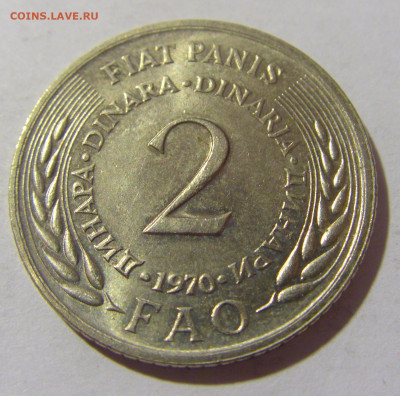 COINS.LAVE.RU
FIAT PANIS
ДИНАРА · DINARA · DINARJA · ДИНАРИ
2
· 1970 ·
FAO